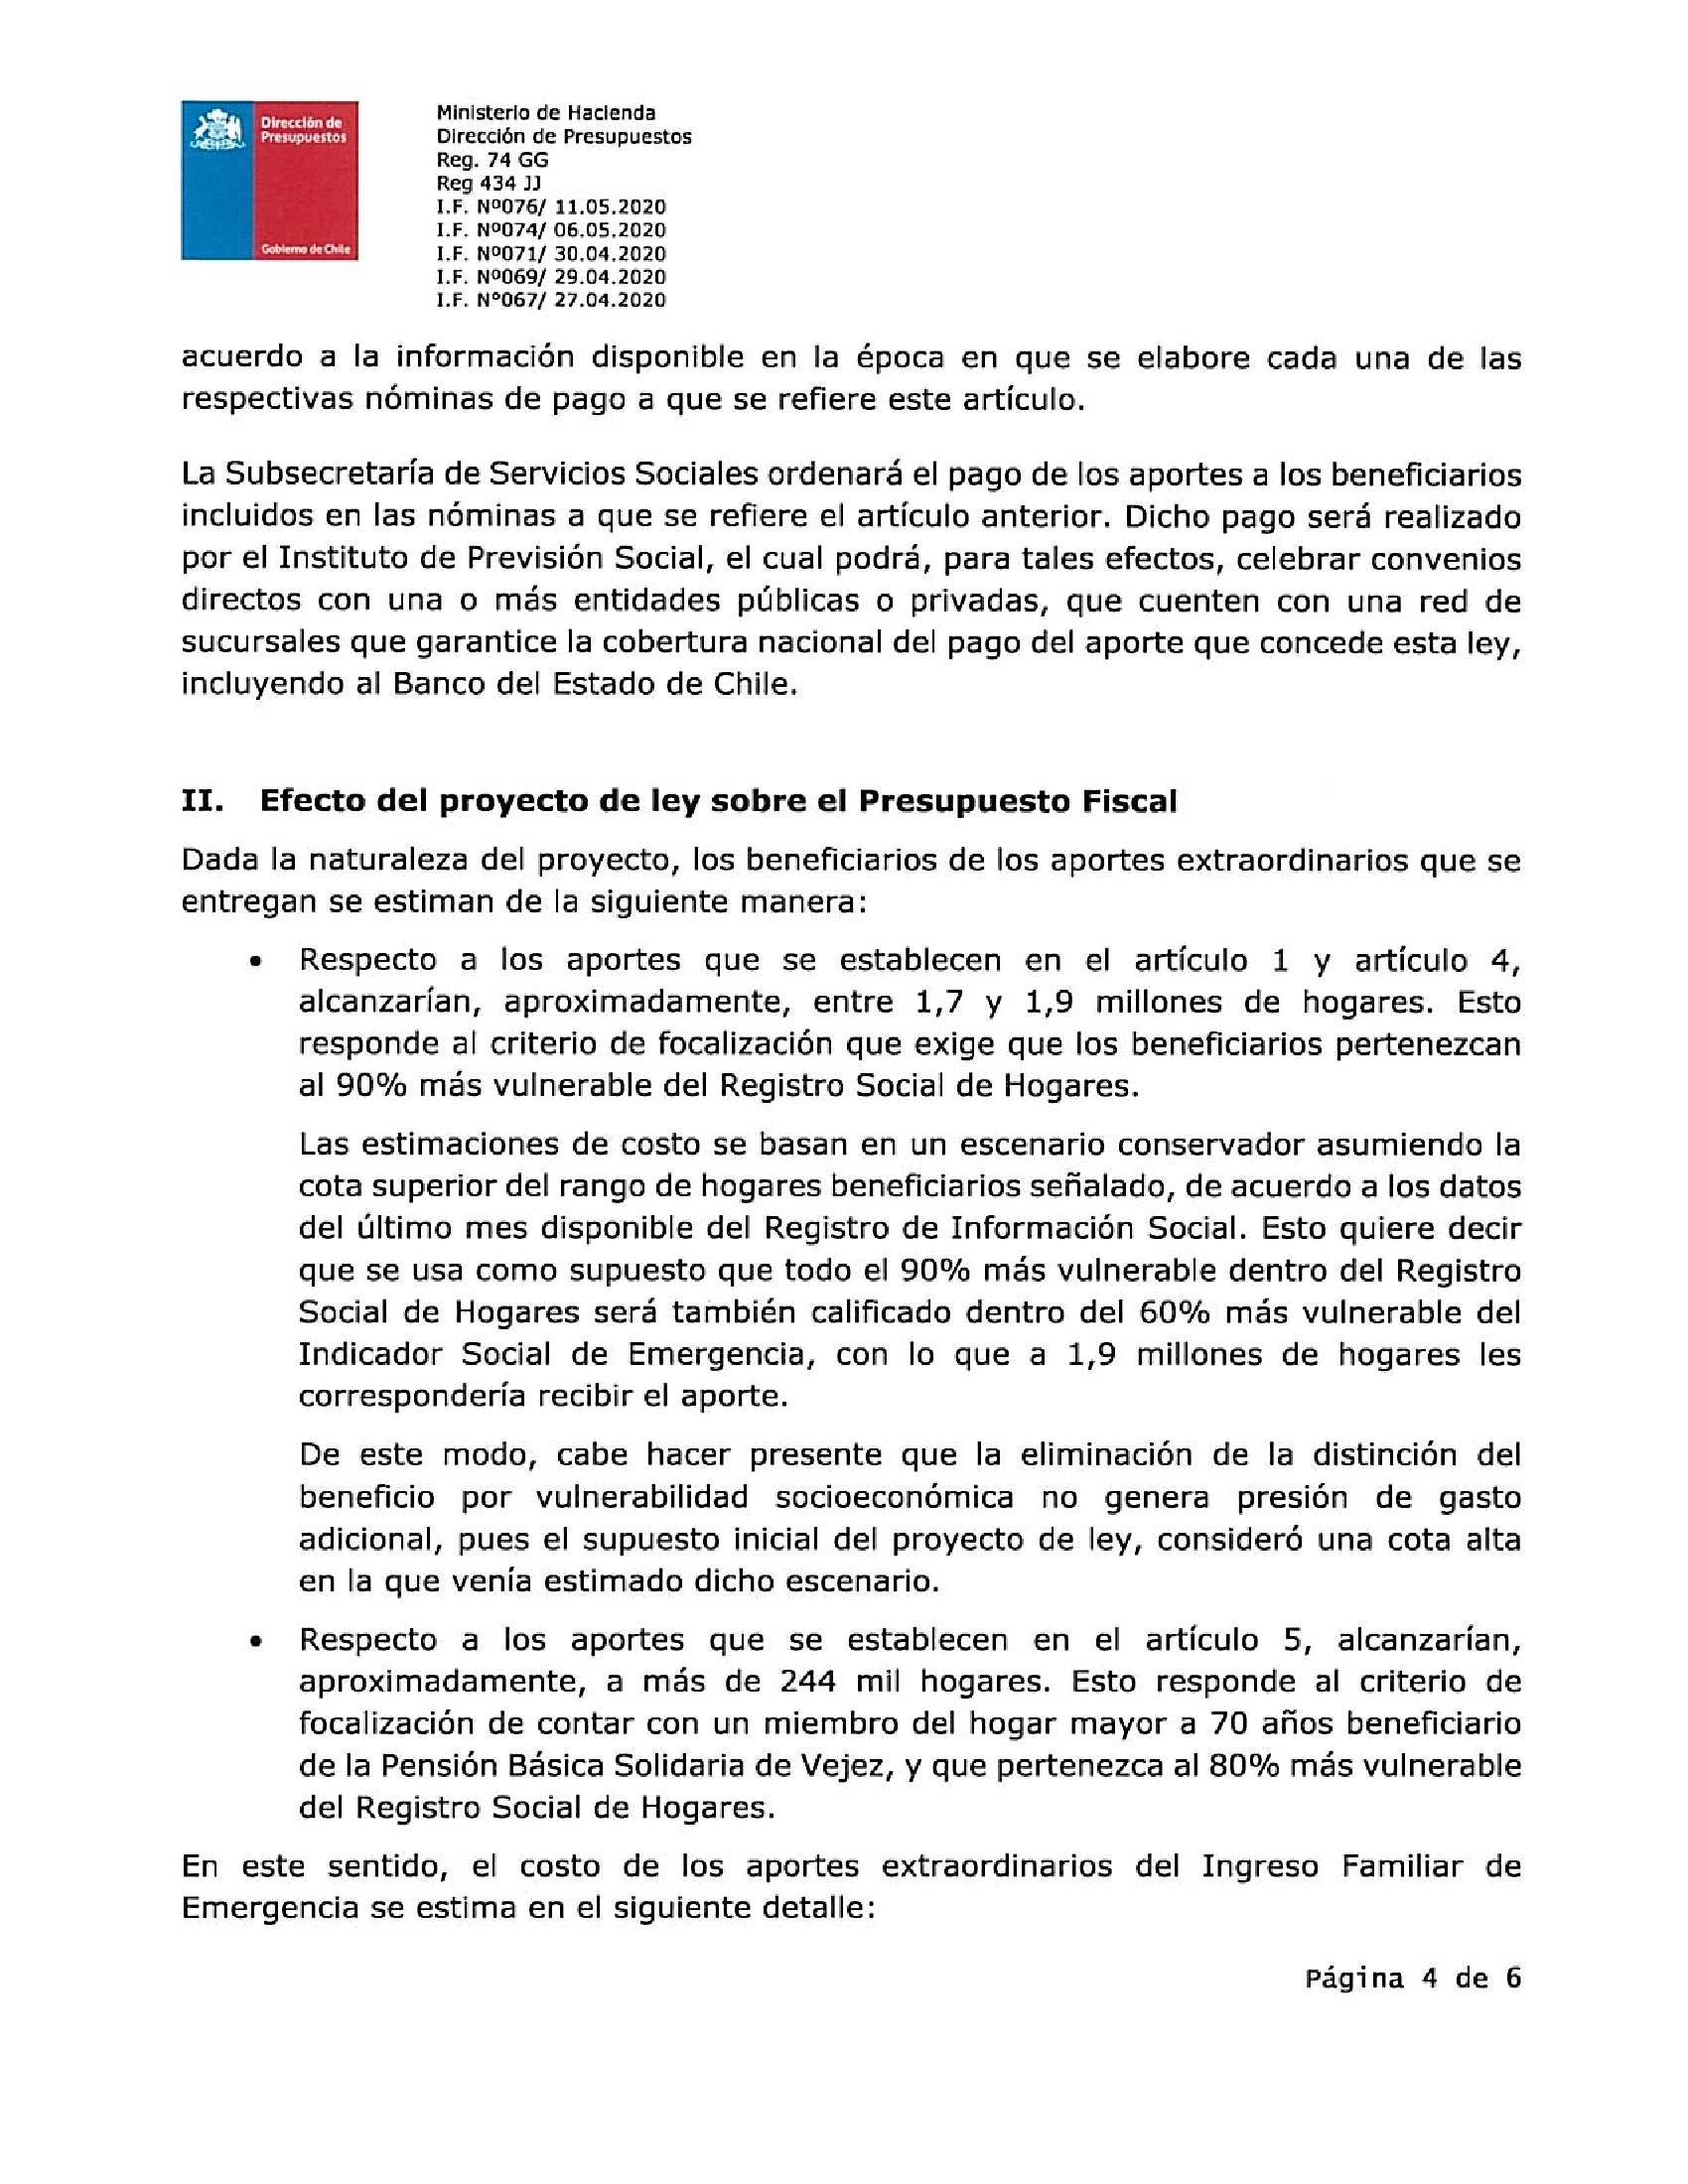 Dirección de
Presupuestos
Gobierno de Chile
Ministerio de Hacienda
Dirección de Presupuestos
Reg. 74 GG
Reg 434 JJ
I.F. Nº076/ 11.05.2020
I.F. Nº074/ 06.05.2020
I.F. Nº071/ 30.04.2020
I.F. Nº069/ 29.04.2020
I.F. N°067/ 27.04.2020
acuerdo a la información disponible en la época en que se elabore cada una de las
respectivas nóminas de pago a que se refiere este artículo.
La Subsecretaría de Servicios Sociales ordenará el pago de los aportes a los beneficiarios
incluidos en las nóminas a que se refiere el artículo anterior. Dicho pago será realizado
por el Instituto de Previsión Social, el cual podrá, para tales efectos, celebrar convenios
directos con una o más entidades públicas o privadas, que cuenten con una red de
sucursales que garantice la cobertura nacional del pago del aporte que concede esta ley,
incluyendo al Banco del Estado de Chile.
II. Efecto del proyecto de ley sobre el Presupuesto Fiscal
Dada la naturaleza del proyecto, los beneficiarios de los aportes extraordinarios que se
entregan se estiman de la siguiente manera:
• Respecto a los aportes que se establecen en el artículo 1 y artículo 4,
alcanzarían, aproximadamente, entre 1,7 y 1,9 millones de hogares. Esto
responde al criterio de focalización que exige que los beneficiarios pertenezcan
al 90% más vulnerable del Registro Social de Hogares.
Las estimaciones de costo se basan en un escenario conservador asumiendo la
cota superior del rango de hogares beneficiarios señalado, de acuerdo a los datos
del último mes disponible del Registro de Información Social. Esto quiere decir
que se usa como supuesto que todo el 90% más vulnerable dentro del Registro
Social de Hogares será también calificado dentro del 60% más vulnerable del
Indicador Social de Emergencia, con lo que a 1,9 millones de hogares les
correspondería recibir el aporte.
De este modo, cabe hacer presente que la eliminación de la distinción del
beneficio por vulnerabilidad socioeconómica no genera presión de gasto
adicional, pues el supuesto inicial del proyecto de ley, consideró una cota alta
en la que venía estimado dicho escenario.
• Respecto a los aportes que se establecen en el artículo 5, alcanzarían,
aproximadamente, a más de 244 mil hogares. Esto responde al criterio de
focalización de contar con un miembro del hogar mayor a 70 años beneficiario
de la Pensión Básica Solidaria de Vejez, y que pertenezca al 80% más vulnerable
del Registro Social de Hogares.
En este sentido, el costo de los aportes extraordinarios del Ingreso Familiar de
Emergencia se estima en el siguiente detalle:
Página 4 de 6